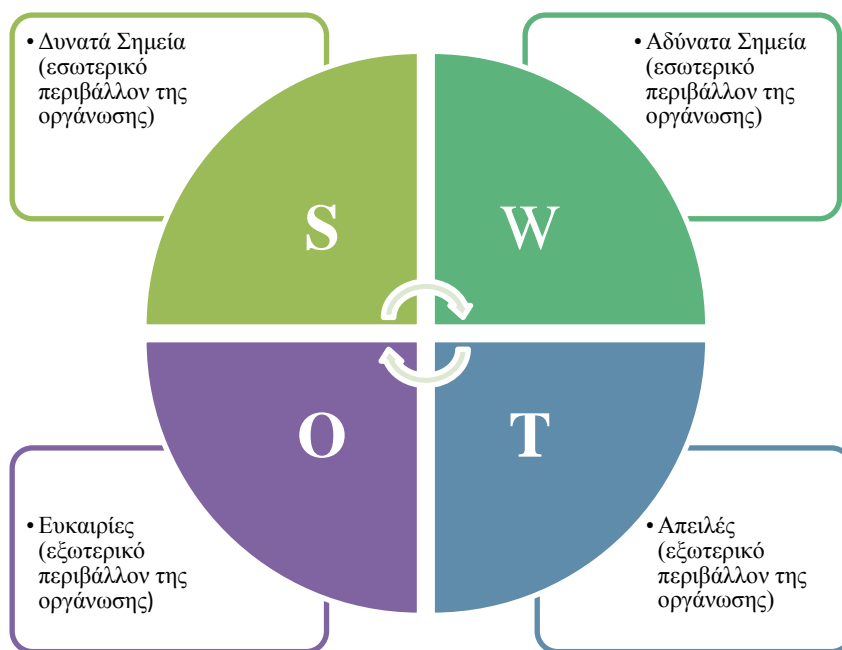 • Δυνατά Σημεία
(εσωτερικό
περιβάλλον της
οργάνωσης)
• Αδύνατα Σημεία
(εσωτερικό
περιβάλλον της
οργάνωσης)
S
W
O
T
• Ευκαιρίες
(εξωτερικό
περιβάλλον της
οργάνωσης)
• Απειλές
(εξωτερικό
περιβάλλον της
οργάνωσης)